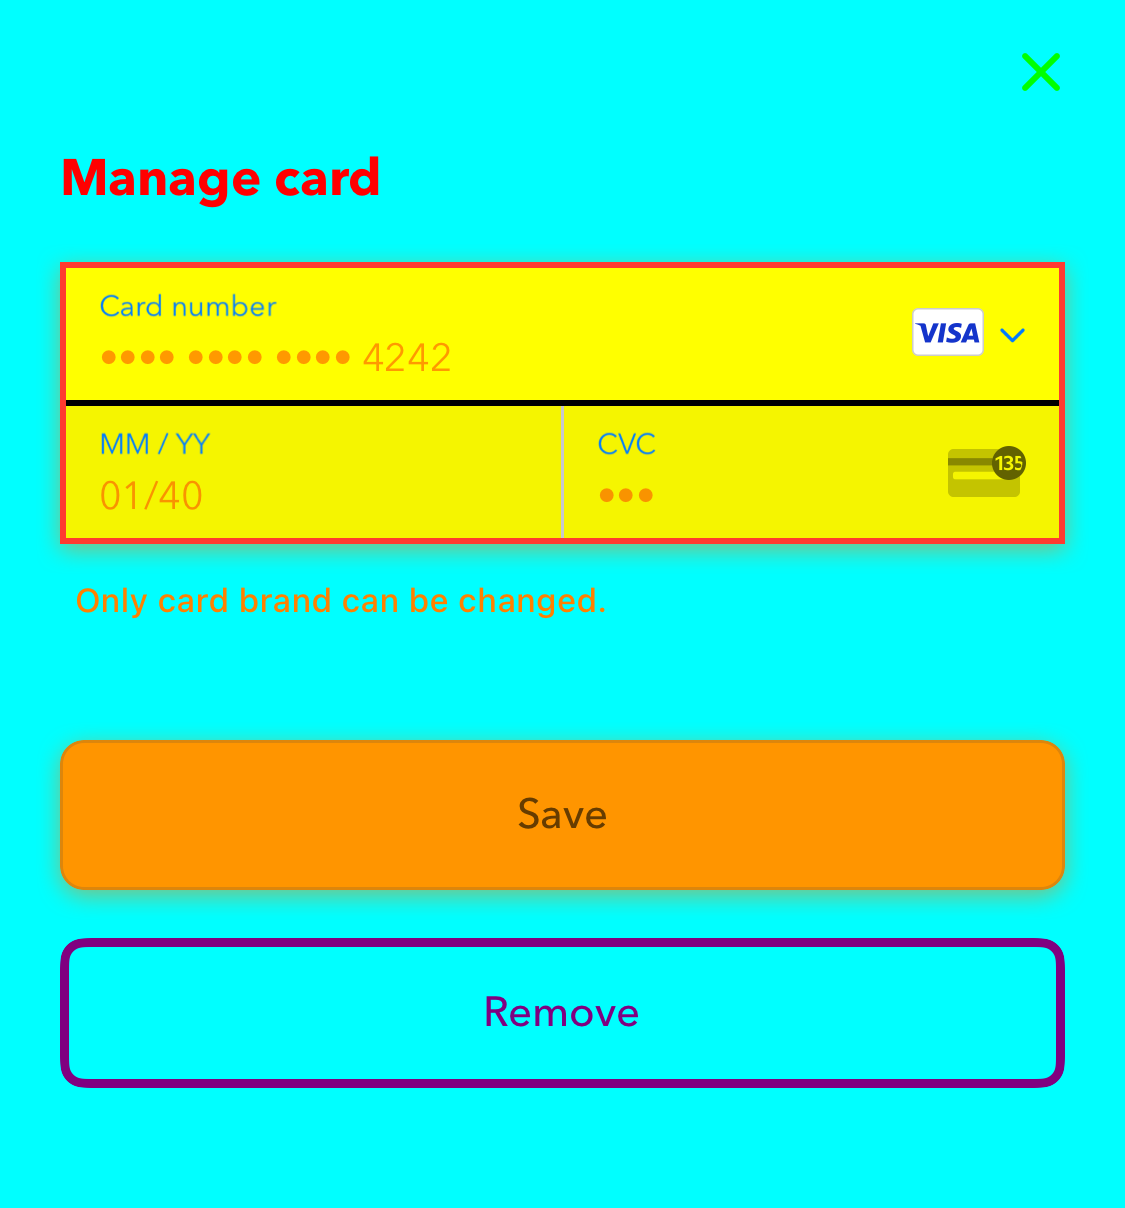 Manage card
Card number
•••• •••• •••• 4242
VISA
MM / YY
01/40
CVC
•••
135
Only card brand can be changed.
Save
Remove